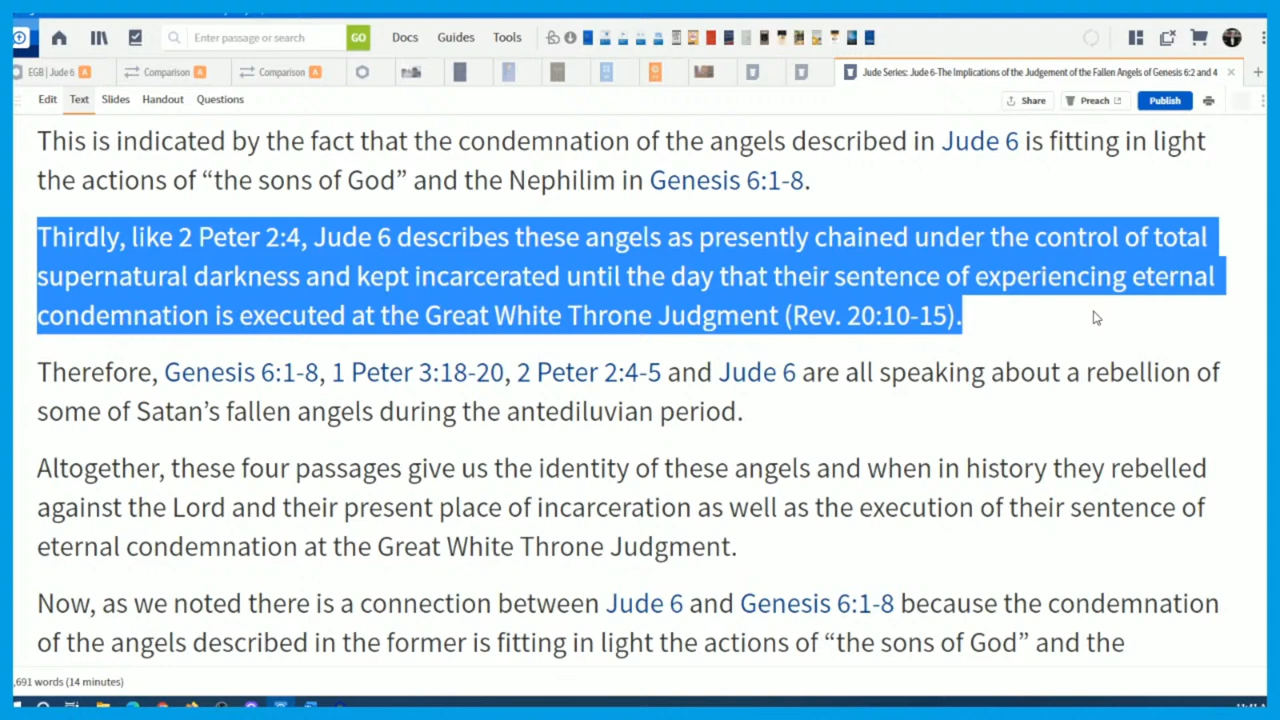 Enter passage or search
GO
Docs
Guides
Tools
EGB | Jude 6 A
Comparison A
Comparison A
Jude Series: Jude 6-The Implications of the Judgement of the Fallen Angels of Genesis 6:2 and 4
Edit
Text
Slides
Handout
Questions
Share
Preach
Publish
This is indicated by the fact that the condemnation of the angels described in Jude 6 is fitting in light
the actions of “the sons of God” and the Nephilim in Genesis 6:1-8.
Thirdly, like 2 Peter 2:4, Jude 6 describes these angels as presently chained under the control of total
supernatural darkness and kept incarcerated until the day that their sentence of experiencing eternal
condemnation is executed at the Great White Throne Judgment (Rev. 20:10-15).
Therefore, Genesis 6:1-8, 1 Peter 3:18-20, 2 Peter 2:4-5 and Jude 6 are all speaking about a rebellion of
some of Satan’s fallen angels during the antediluvian period.
Altogether, these four passages give us the identity of these angels and when in history they rebelled
against the Lord and their present place of incarceration as well as the execution of their sentence of
eternal condemnation at the Great White Throne Judgment.
Now, as we noted there is a connection between Jude 6 and Genesis 6:1-8 because the condemnation
of the angels described in the former is fitting in light the actions of “the sons of God” and the
,691 words (14 minutes)